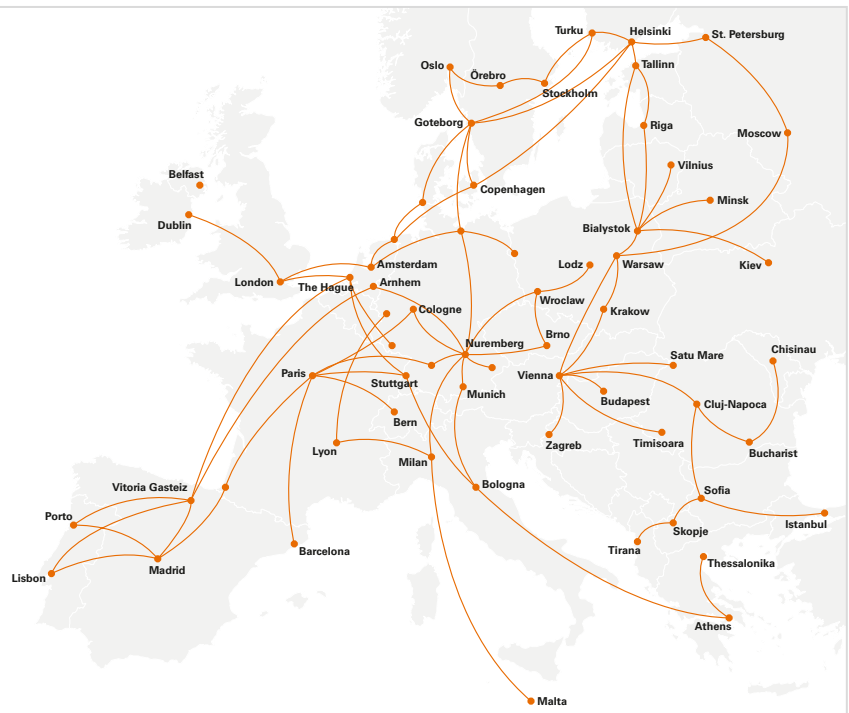 Turku
Helsinki
St. Petersburg
Oslo
Örebro
Tallinn
Stockholm
Goteborg
Riga
Moscow
Vilnius
Belfast
Copenhagen
Minsk
Dublin
Bialystok
Amsterdam
Lodz
Warsaw
Kiev
London
The Hague
Arnhem
Wroclaw
Cologne
Krakow
Brno
Nuremberg
Satu Mare
Chisinau
Paris
Stuttgart
Vienna
Munich
Budapest
Cluj-Napoca
Bern
Lyon
Zagreb
Timisoara
Bucharist
Milan
Vitoria Gasteiz
Bologna
Sofia
Porto
Istanbul
Skopje
Barcelona
Tirana
Thessalonika
Madrid
Lisbon
Athens
Malta